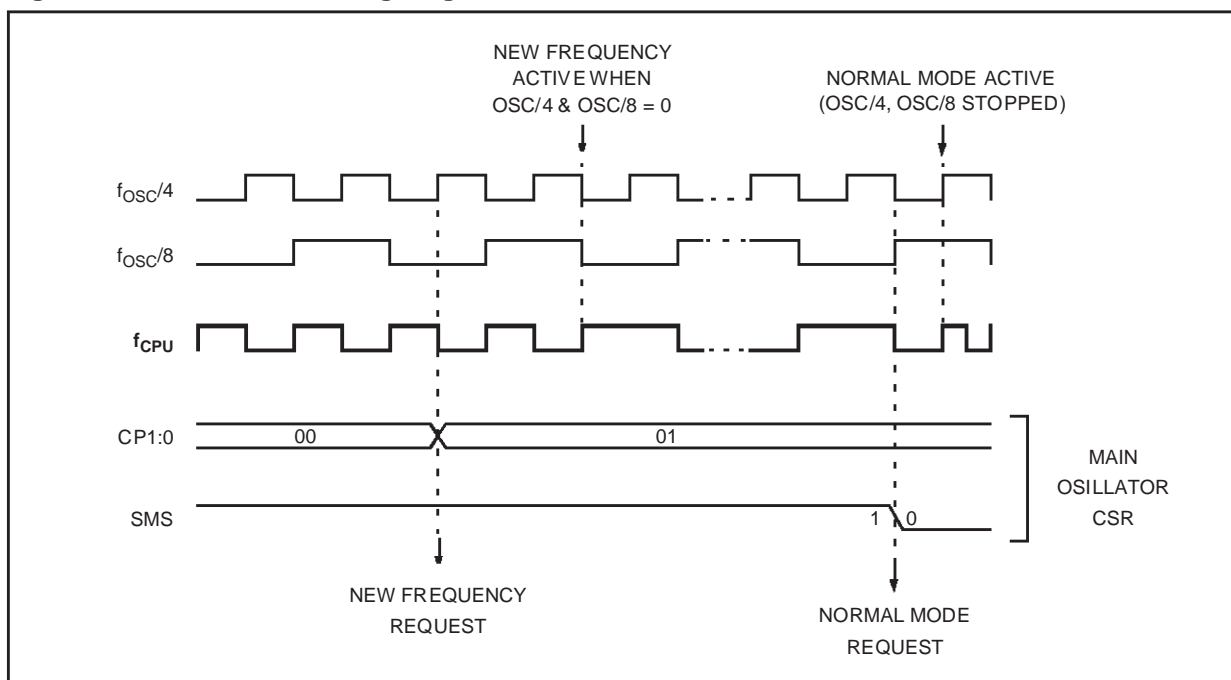 NEW FREQUENCY
ACTIVE WHEN
OSC/4 & OSC/8 = 0
NORMAL MODE ACTIVE
(OSC/4, OSC/8 STOPPED)
fOSC/4
fOSC/8
fCPU
CP1:0
00
01
SMS
1
0
MAIN
OSILLATOR
CSR
NEW FREQUENCY
REQUEST
NORMAL MODE
REQUEST